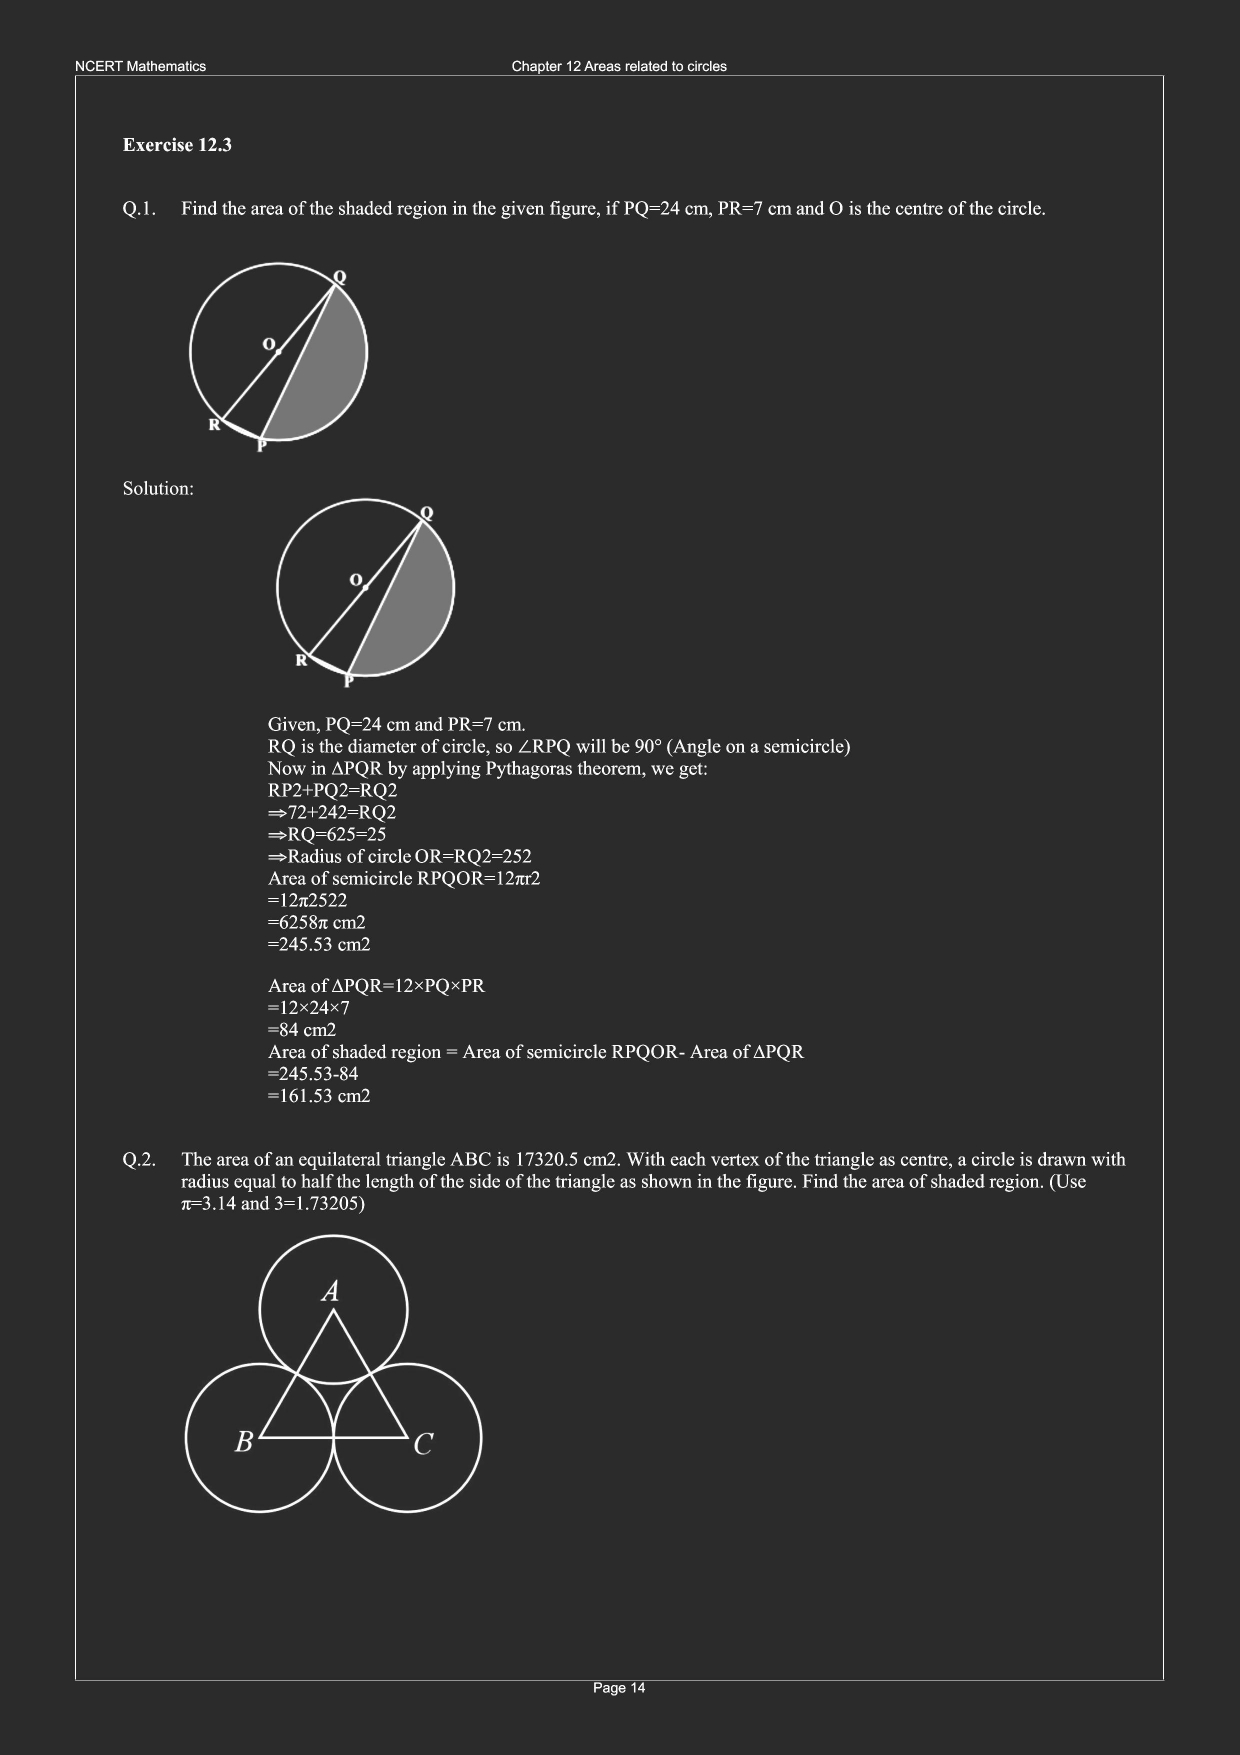 NCERT Mathematics
Chapter 12 Areas related to circles
Exercise 12.3
Q.1. Find the area of the shaded region in the given figure, if PQ=24 cm, PR=7 cm and O is the centre of the circle.
Q
O
R
P
Solution:
Q
O
R
P
Given, PQ=24 cm and PR=7 cm.
RQ is the diameter of circle, so ∠RPQ will be 90° (Angle on a semicircle)
Now in ΔPQR by applying Pythagoras theorem, we get:
RP2+PQ2=RQ2
⇒72+242=RQ2
⇒RQ=625=25
⇒Radius of circle OR=RQ2=252
Area of semicircle RPQOR=12πr2
=12π2522
=6258π cm2
=245.53 cm2
Area of ΔPQR=12×PQ×PR
=12×24×7
=84 cm2
Area of shaded region = Area of semicircle RPQOR- Area of ΔPQR
=245.53-84
=161.53 cm2
Q.2. The area of an equilateral triangle ABC is 17320.5 cm2. With each vertex of the triangle as centre, a circle is drawn with
radius equal to half the length of the side of the triangle as shown in the figure. Find the area of shaded region. (Use
π=3.14 and 3=1.73205)
A
B
C
Page 14